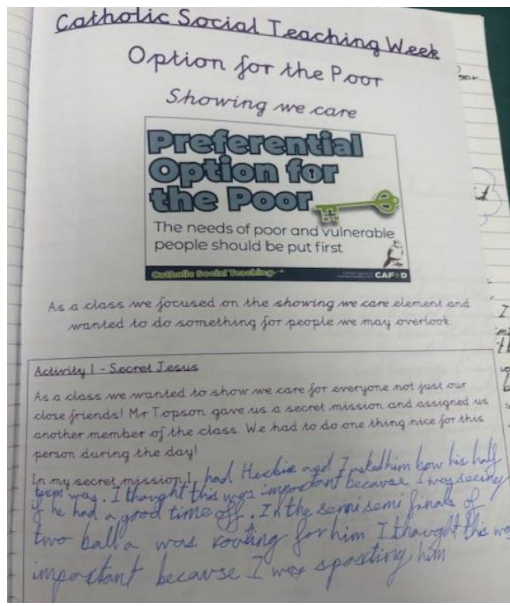 Catholic Social Teaching Week
Option for the Poor
Showing we care
Preferential
Option for
the Poor
The needs of poor and vulnerable
people should be put first
Catholic Social Teaching
CAFOD
As a class we focused on the showing we care element and
wanted to do something for people we may overlook.
Activity 1 - Secret Jesus
As a class we wanted to show we care for everyone not just our
close friends! Mr Topson gave us a secret mission and assigned us
another member of the class. We had to do one thing nice for this
person during the day!
In my secret mission I had Herbie and I asked him how his half
term was. I thought this was important because I was seeing
if he had a good time off. In the semi semi finals of
two ball a was routing for him I thaught this was
important because I was sporting him